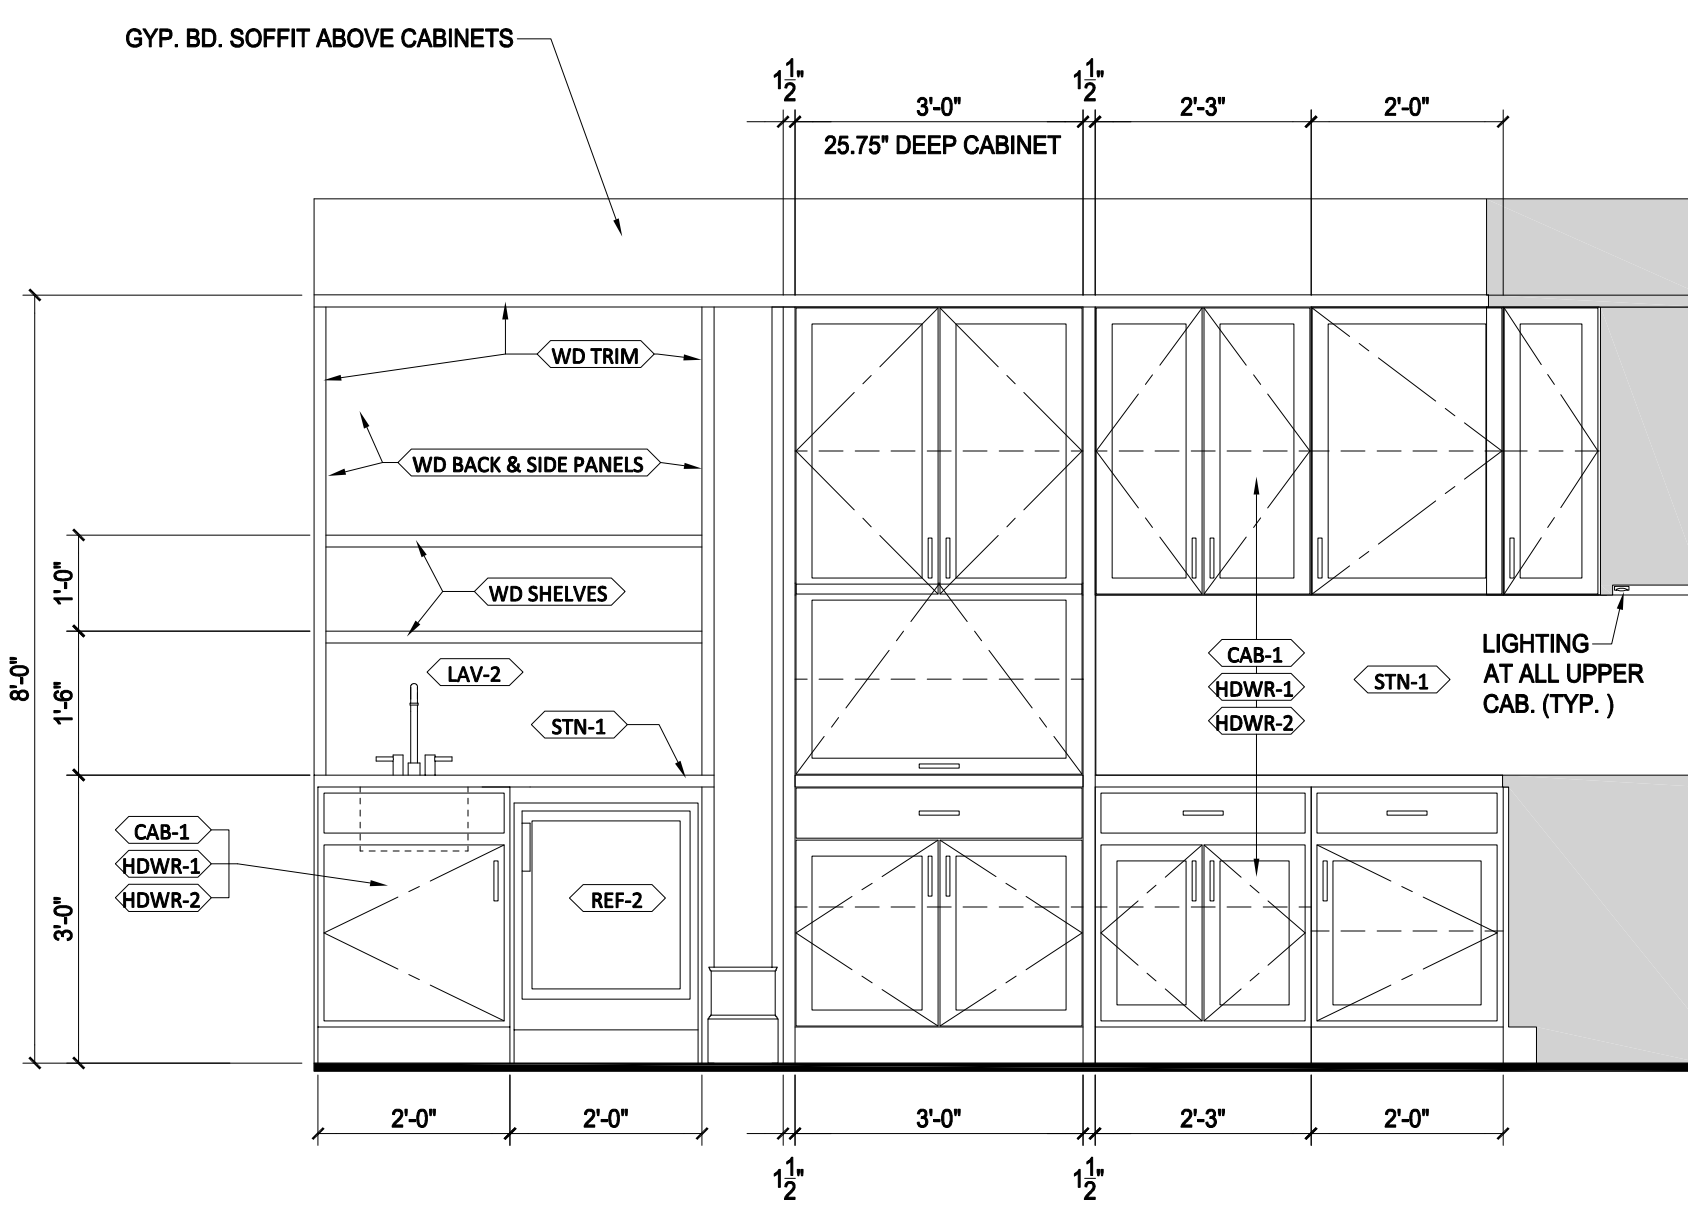 GYP. BD. SOFFIT ABOVE CABINETS
1 1/2"
1 1/2"
3'-0"
2'-3"
2'-0"
25.75" DEEP CABINET
WD TRIM
WD BACK & SIDE PANELS
1'-0"
WD SHELVES
8'-0"
1'-6"
LAV-2
STN-1
CAB-1
HDWR-1
HDWR-2
STN-1
LIGHTING
AT ALL UPPER
CAB. (TYP. )
CAB-1
HDWR-1
HDWR-2
3'-0"
REF-2
2'-0"
2'-0"
3'-0"
2'-3"
2'-0"
1 1/2"
1 1/2"